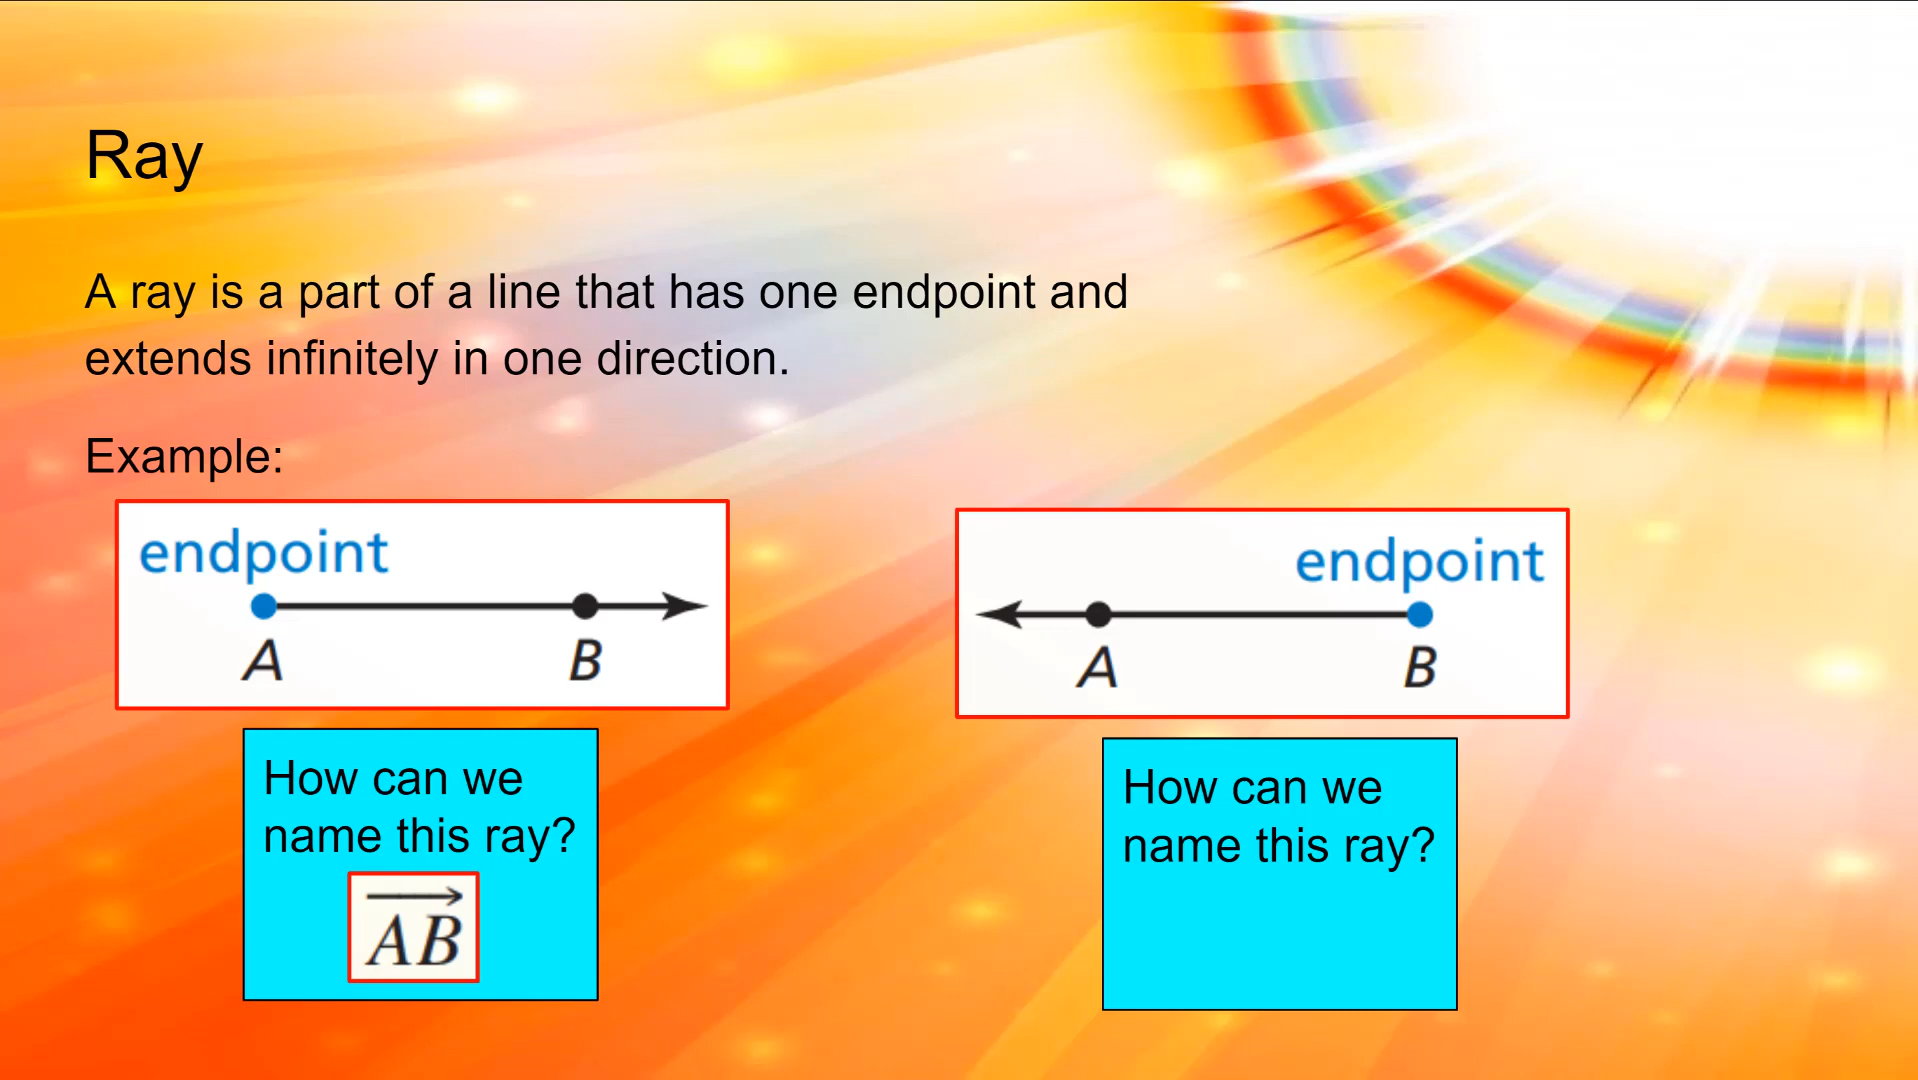 Ray
A ray is a part of a line that has one endpoint and
extends infinitely in one direction.
Example:
endpoint
A B
How can we
name this ray?
AB
endpoint
A B
How can we
name this ray?